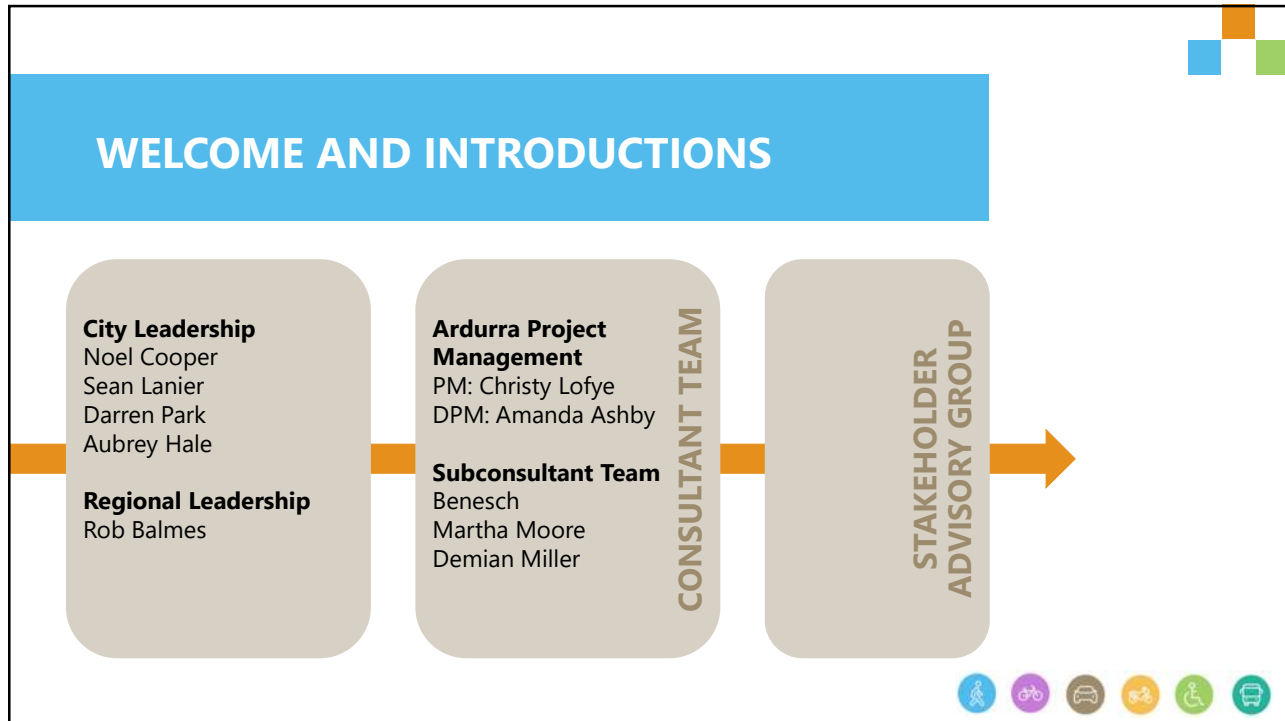 WELCOME AND INTRODUCTIONS
City Leadership
Noel Cooper
Sean Lanier
Darren Park
Aubrey Hale
Regional Leadership
Rob Balmes
Ardurra Project
Management
PM: Christy Lofye
DPM: Amanda Ashby
Subconsultant Team
Benesch
Martha Moore
Demian Miller
CONSULTANT TEAM
STAKEHOLDER
ADVISORY GROUP